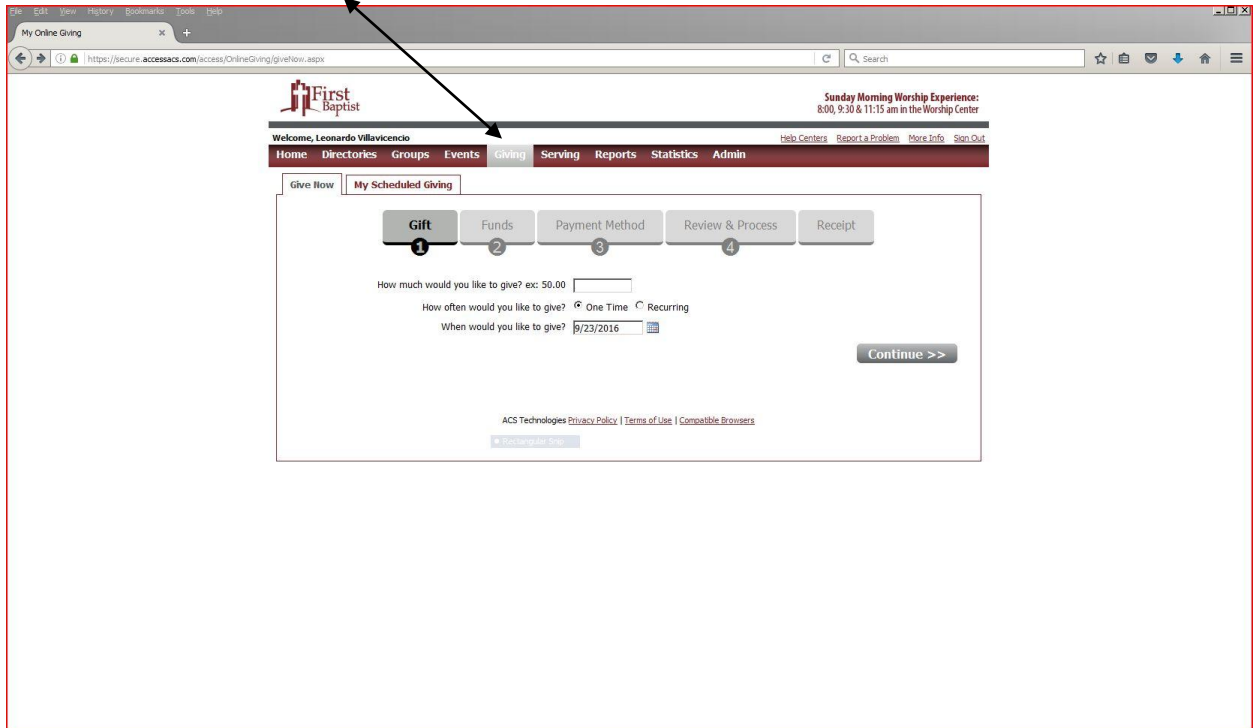 File Edit View History Bookmarks Tools Help
My Online Giving
https://secure.accessacs.com/access/OnlineGiving/giveNow.aspx
Search
First
Baptist
Sunday Morning Worship Experience:
8:00, 9:30 & 11:15 am in the Worship Center
Welcome, Leonardo Villavicencio
Help Centers Report a Problem More Info Sign Out
Home Directories Groups Events Giving Serving Reports Statistics Admin
Give Now My Scheduled Giving
Gift Funds Payment Method Review & Process Receipt
1 2 3 4
How much would you like to give? ex: 50.00
How often would you like to give? One Time Recurring
When would you like to give? 9/23/2016
Continue >>
ACS Technologies Privacy Policy | Terms of Use | Compatible Browsers
Rectangular Snip